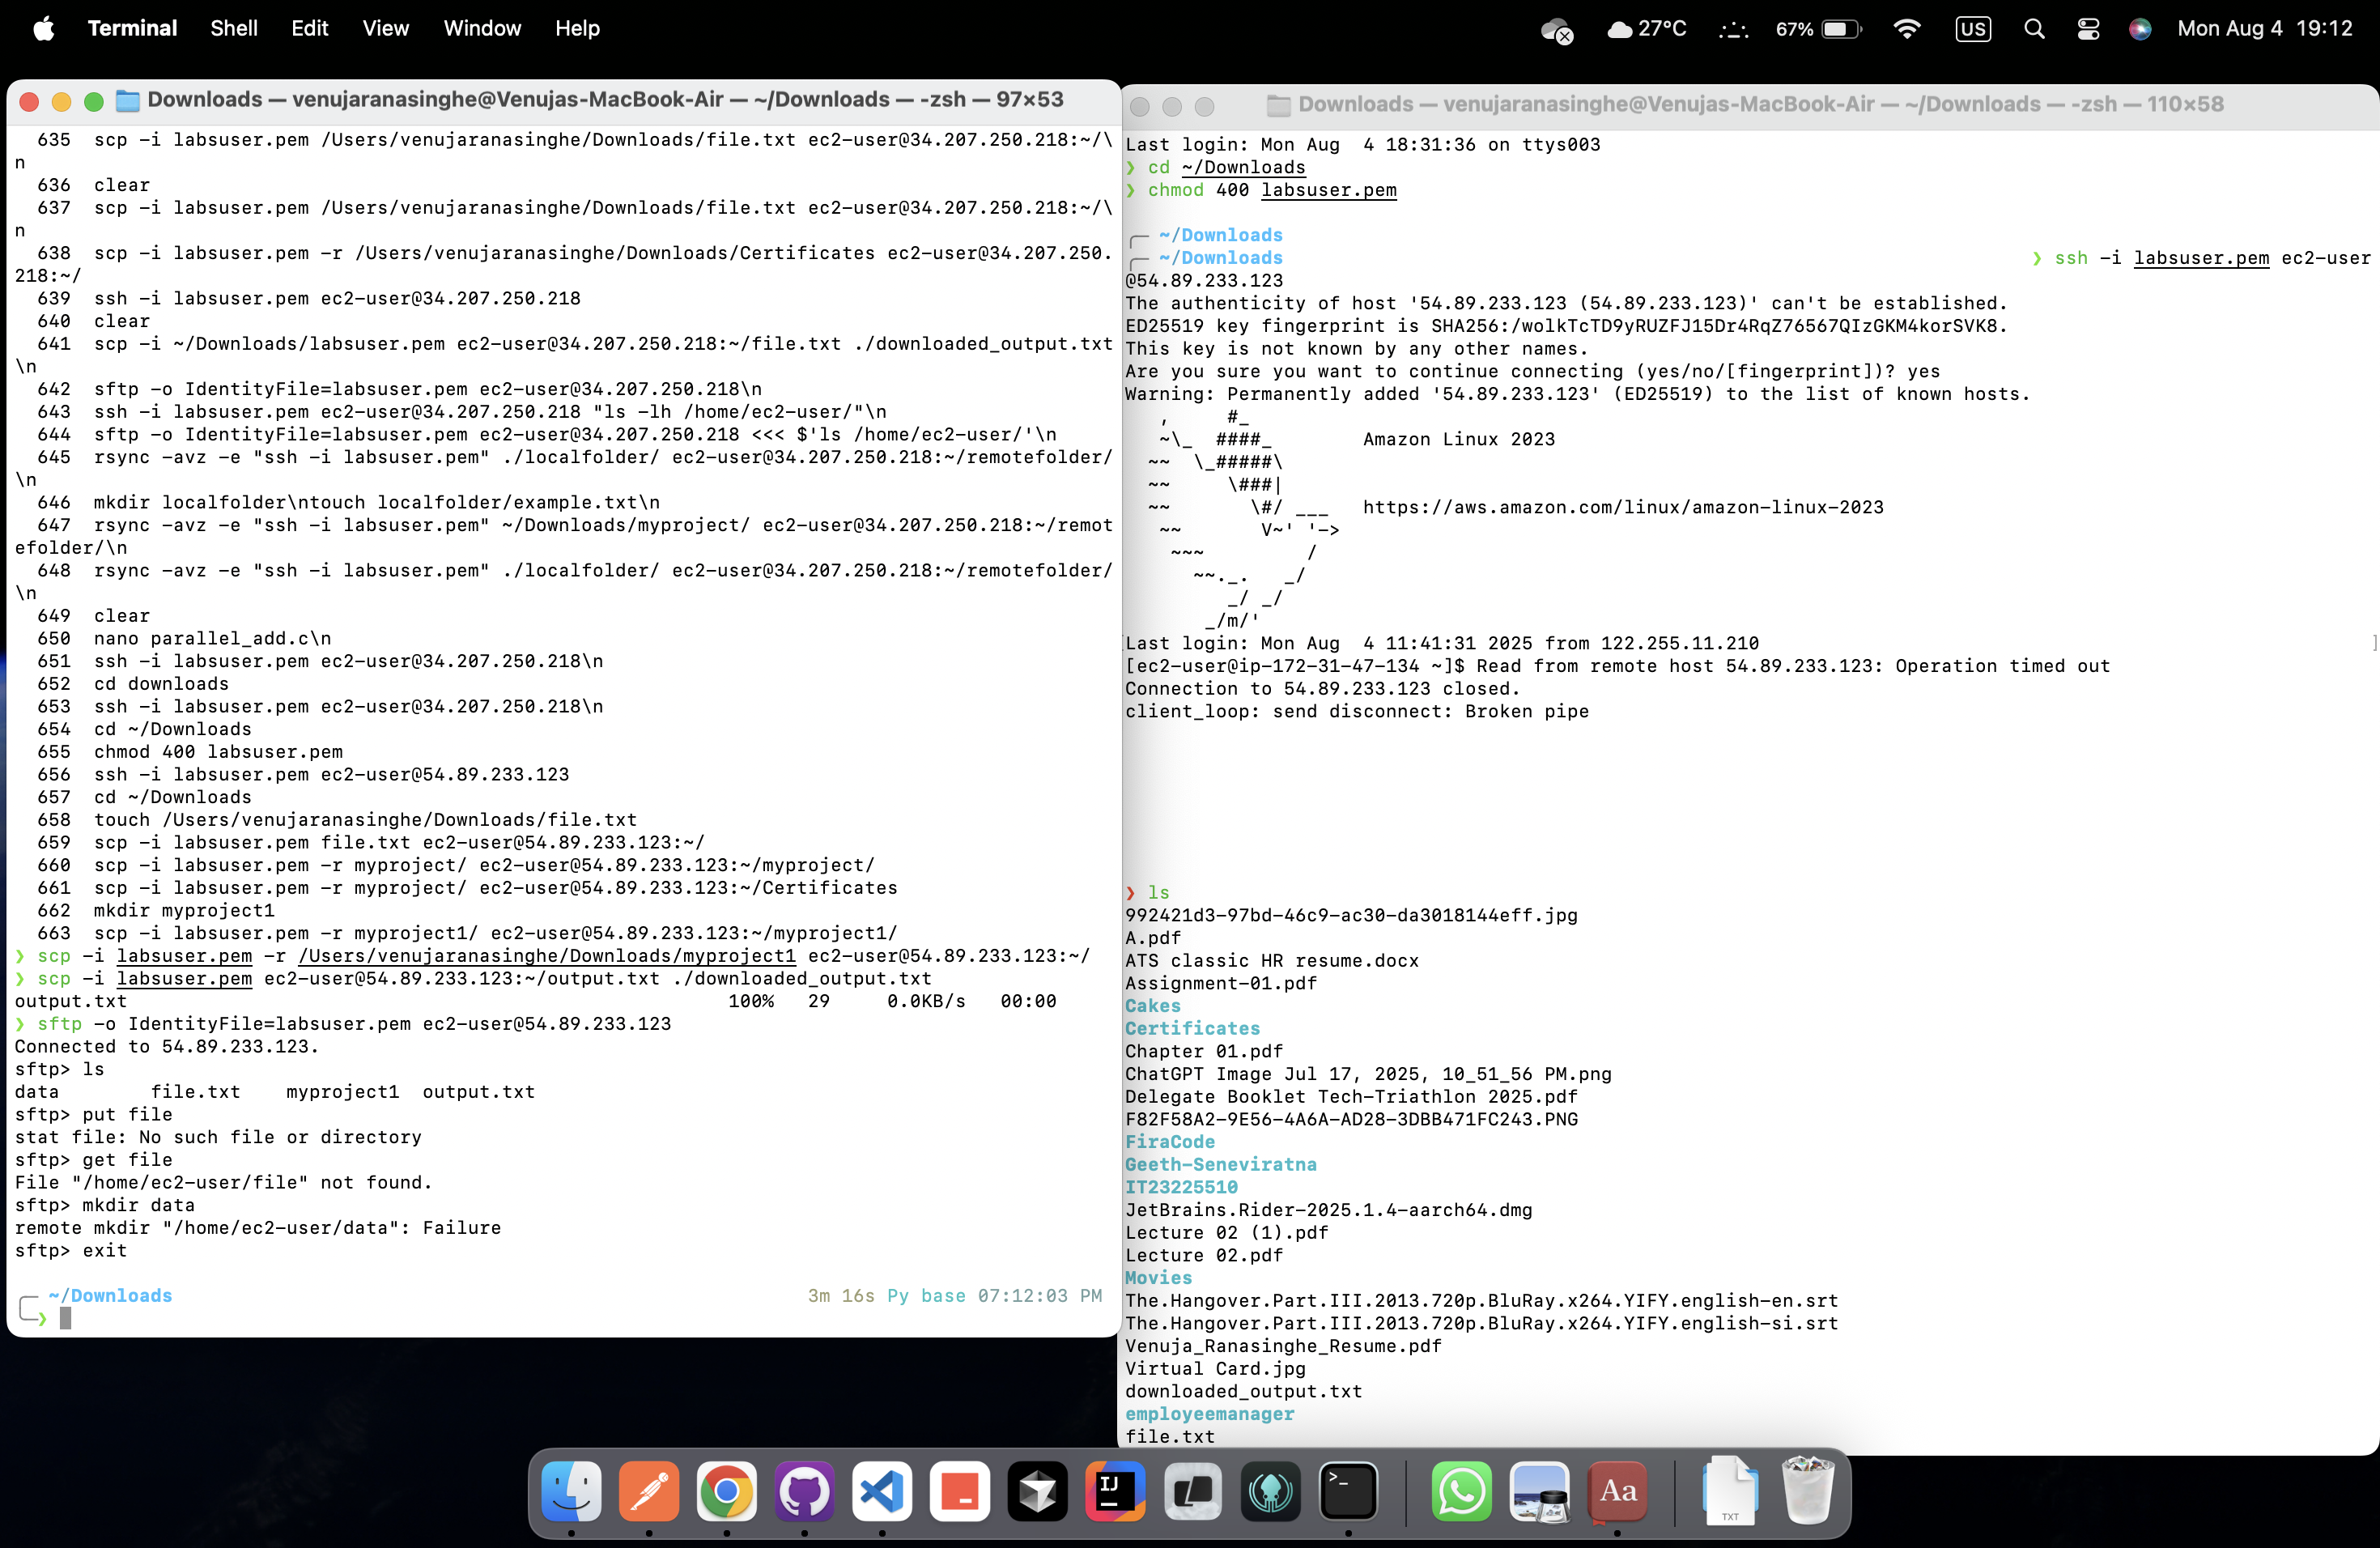 Terminal Shell Edit View Window Help 27°C 67% US Mon Aug 4 19:12
Downloads — venujaranasinghe@Venujas-MacBook-Air — ~/Downloads — -zsh — 97×53
635 scp -i labsuser.pem /Users/venujaranasinghe/Downloads/file.txt ec2-user@34.207.250.218:~/\
n
636 clear
637 scp -i labsuser.pem /Users/venujaranasinghe/Downloads/file.txt ec2-user@34.207.250.218:~/\
n
638 scp -i labsuser.pem -r /Users/venujaranasinghe/Downloads/Certificates ec2-user@34.207.250.
218:~/
639 ssh -i labsuser.pem ec2-user@34.207.250.218
640 clear
641 scp -i ~/Downloads/labsuser.pem ec2-user@34.207.250.218:~/file.txt ./downloaded_output.txt
\n
642 sftp -o IdentityFile=labsuser.pem ec2-user@34.207.250.218\n
643 ssh -i labsuser.pem ec2-user@34.207.250.218 "ls -lh /home/ec2-user/"\n
644 sftp -o IdentityFile=labsuser.pem ec2-user@34.207.250.218 <<< $'ls /home/ec2-user/'\n
645 rsync -avz -e "ssh -i labsuser.pem" ./localfolder/ ec2-user@34.207.250.218:~/remotefolder/
\n
646 mkdir localfolder\ntouch localfolder/example.txt\n
647 rsync -avz -e "ssh -i labsuser.pem" ~/Downloads/myproject/ ec2-user@34.207.250.218:~/remot
efolder/\n
648 rsync -avz -e "ssh -i labsuser.pem" ./localfolder/ ec2-user@34.207.250.218:~/remotefolder/
\n
649 clear
650 nano parallel_add.c\n
651 ssh -i labsuser.pem ec2-user@34.207.250.218\n
652 cd downloads
653 ssh -i labsuser.pem ec2-user@34.207.250.218\n
654 cd ~/Downloads
655 chmod 400 labsuser.pem
656 ssh -i labsuser.pem ec2-user@54.89.233.123
657 cd ~/Downloads
658 touch /Users/venujaranasinghe/Downloads/file.txt
659 scp -i labsuser.pem file.txt ec2-user@54.89.233.123:~/
660 scp -i labsuser.pem -r myproject/ ec2-user@54.89.233.123:~/myproject/
661 scp -i labsuser.pem -r myproject/ ec2-user@54.89.233.123:~/Certificates
662 mkdir myproject1
663 scp -i labsuser.pem -r myproject1/ ec2-user@54.89.233.123:~/myproject1/
❯ scp -i labsuser.pem -r /Users/venujaranasinghe/Downloads/myproject1 ec2-user@54.89.233.123:~/
❯ scp -i labsuser.pem ec2-user@54.89.233.123:~/output.txt ./downloaded_output.txt
output.txt 100% 29 0.0KB/s 00:00
❯ sftp -o IdentityFile=labsuser.pem ec2-user@54.89.233.123
Connected to 54.89.233.123.
sftp> ls
data file.txt myproject1 output.txt
sftp> put file
stat file: No such file or directory
sftp> get file
File "/home/ec2-user/file" not found.
sftp> mkdir data
remote mkdir "/home/ec2-user/data": Failure
sftp> exit
~/Downloads 3m 16s Py base 07:12:03 PM
❯
Downloads — venujaranasinghe@Venujas-MacBook-Air — ~/Downloads — -zsh — 110×58
Last login: Mon Aug 4 18:31:36 on ttys003
❯ cd ~/Downloads
❯ chmod 400 labsuser.pem
~/Downloads
~/Downloads ❯ ssh -i labsuser.pem ec2-user
@54.89.233.123
The authenticity of host '54.89.233.123 (54.89.233.123)' can't be established.
ED25519 key fingerprint is SHA256:/wolkTcTD9yRUZFJ15Dr4RqZ76567QIzGKM4korSVK8.
This key is not known by any other names.
Are you sure you want to continue connecting (yes/no/[fingerprint])? yes
Warning: Permanently added '54.89.233.123' (ED25519) to the list of known hosts.
   ,     #_
   ~\_  ####_        Amazon Linux 2023
  ~~  \_#####\
  ~~     \###|
  ~~       \#/ ___   https://aws.amazon.com/linux/amazon-linux-2023
   ~~       V~' '->
    ~~~         /
      ~~._.   _/
         _/ _/
       _/m/'
Last login: Mon Aug 4 11:41:31 2025 from 122.255.11.210
[ec2-user@ip-172-31-47-134 ~]$ Read from remote host 54.89.233.123: Operation timed out
Connection to 54.89.233.123 closed.
client_loop: send disconnect: Broken pipe
❯ ls
992421d3-97bd-46c9-ac30-da3018144eff.jpg
A.pdf
ATS classic HR resume.docx
Assignment-01.pdf
Cakes
Certificates
Chapter 01.pdf
ChatGPT Image Jul 17, 2025, 10_51_56 PM.png
Delegate Booklet Tech-Triathlon 2025.pdf
F82F58A2-9E56-4A6A-AD28-3DBB471FC243.PNG
FiraCode
Geeth-Seneviratna
IT23225510
JetBrains.Rider-2025.1.4-aarch64.dmg
Lecture 02 (1).pdf
Lecture 02.pdf
Movies
The.Hangover.Part.III.2013.720p.BluRay.x264.YIFY.english-en.srt
The.Hangover.Part.III.2013.720p.BluRay.x264.YIFY.english-si.srt
Venuja_Ranasinghe_Resume.pdf
Virtual Card.jpg
downloaded_output.txt
employeemanager
file.txt
IJ
>_
Aa
TXT